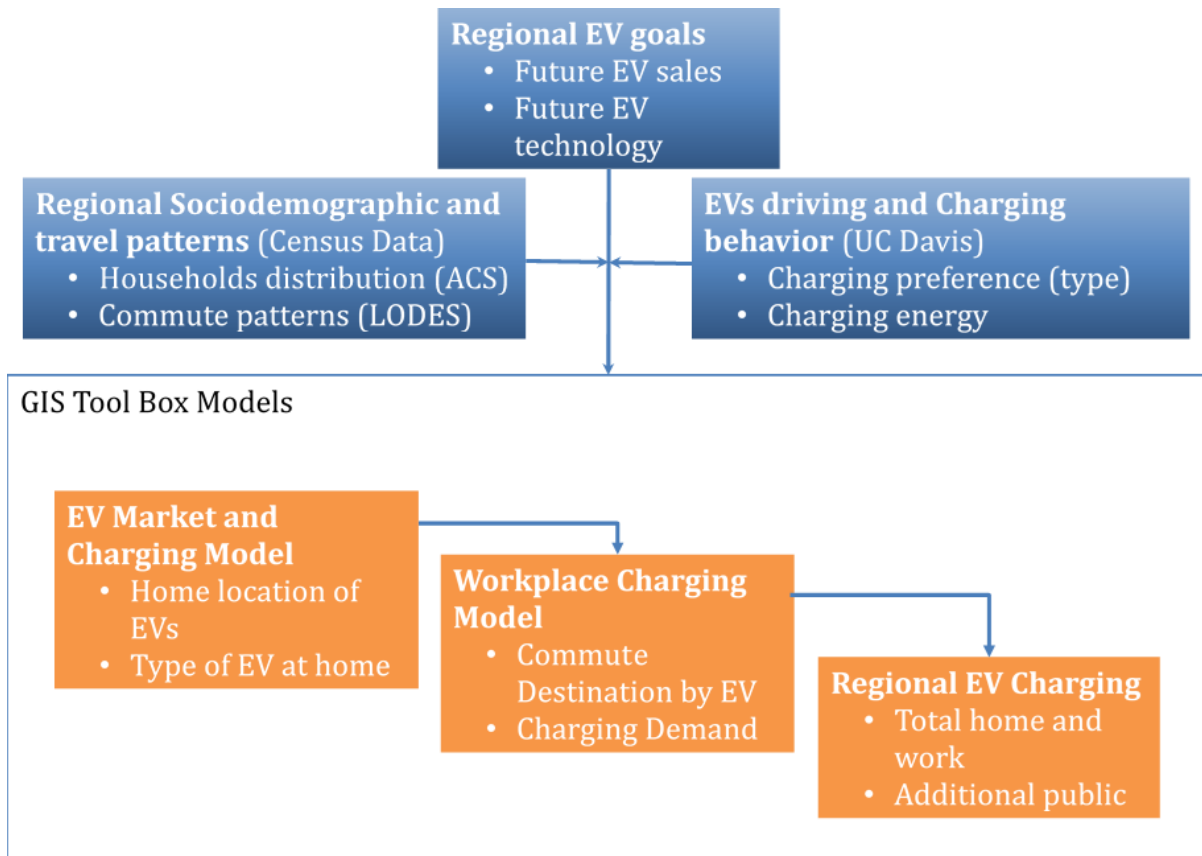 Regional EV goals
• Future EV sales
• Future EV
technology
Regional Sociodemographic and
travel patterns (Census Data)
• Households distribution (ACS)
• Commute patterns (LODES)
EVs driving and Charging
behavior (UC Davis)
• Charging preference (type)
• Charging energy
GIS Tool Box Models
EV Market and
Charging Model
• Home location of
EVs
• Type of EV at home
Workplace Charging
Model
• Commute
Destination by EV
• Charging Demand
Regional EV Charging
• Total home and
work
• Additional public